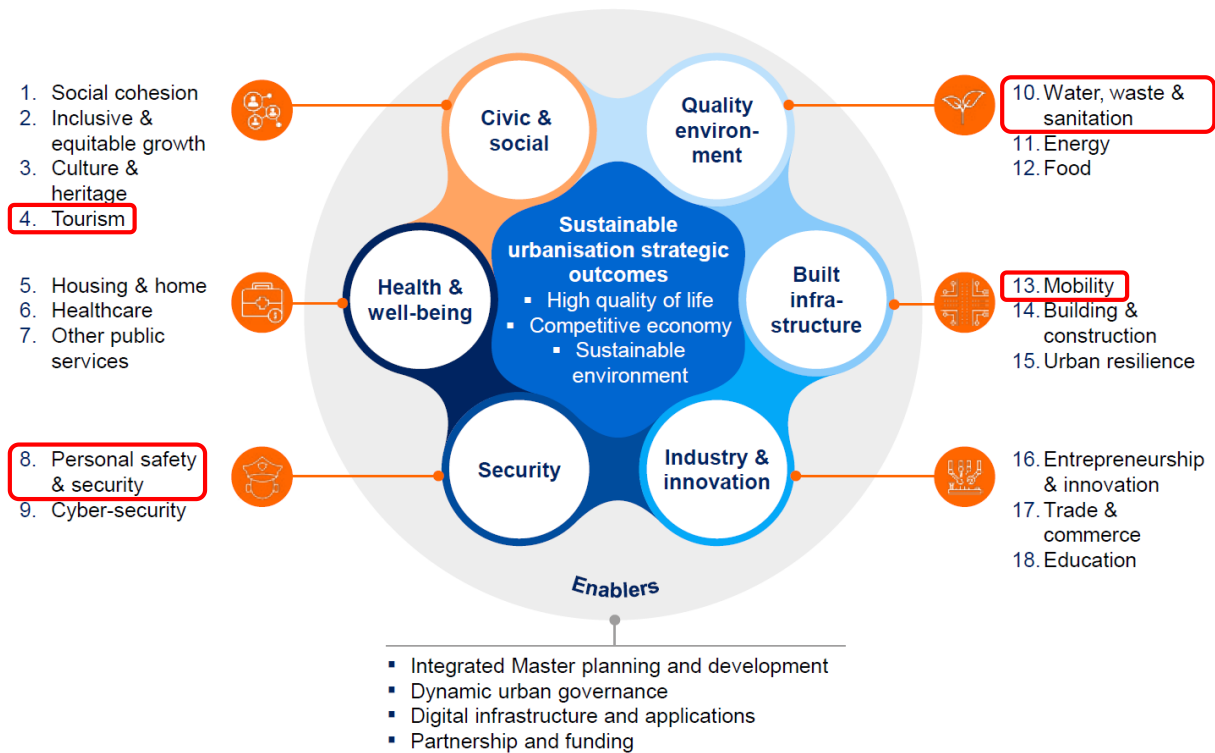 1. Social cohesion
2. Inclusive &
equitable growth
3. Culture &
heritage
4. Tourism
5. Housing & home
6. Healthcare
7. Other public
services
8. Personal safety
& security
9. Cyber-security
Civic &
social
Quality
environ-
ment
Health &
well-being
Sustainable
urbanisation strategic
outcomes
▪ High quality of life
▪ Competitive economy
▪ Sustainable
environment
Built
infra-
structure
Security
Industry &
innovation
10. Water, waste &
sanitation
11. Energy
12. Food
13. Mobility
14. Building &
construction
15. Urban resilience
16. Entrepreneurship
& innovation
17. Trade &
commerce
18. Education
Enablers
▪ Integrated Master planning and development
▪ Dynamic urban governance
▪ Digital infrastructure and applications
▪ Partnership and funding